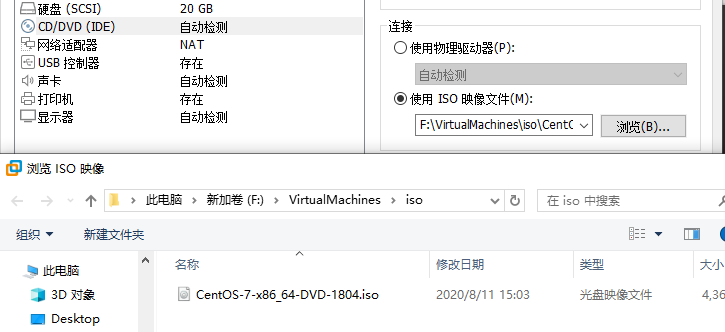 硬盘 (SCSI) 20 GB
CD/DVD (IDE) 自动检测
网络适配器 NAT
USB 控制器 存在
声卡 自动检测
打印机 存在
显示器 自动检测
连接
使用物理驱动器(P):
自动检测
使用 ISO 映像文件(M):
F:\VirtualMachines\iso\Cent 浏览(B)...
浏览 ISO 映像
此电脑 › 新加卷 (F:) › VirtualMachines › iso
在 iso 中搜索
组织 新建文件夹
此电脑
3D 对象
Desktop
名称 修改日期 类型 大小
CentOS-7-x86_64-DVD-1804.iso 2020/8/11 15:03 光盘映像文件 4,36